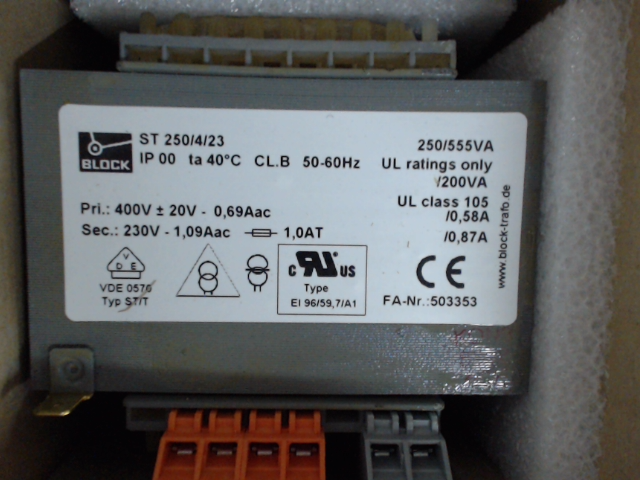 BLOCK
ST 250/4/23 250/555VA
IP 00 ta 40°C CL.B 50-60Hz UL ratings only
/200VA
UL class 105
Pri.: 400V ± 20V - 0,69Aac /0,58A
Sec.: 230V - 1,09Aac 1,0AT /0,87A
VDE
VDE 0570
Typ ST/T
c RU US
Type
EI 96/59,7/A1
CE
FA-Nr.:503353
www.block-trafo.de